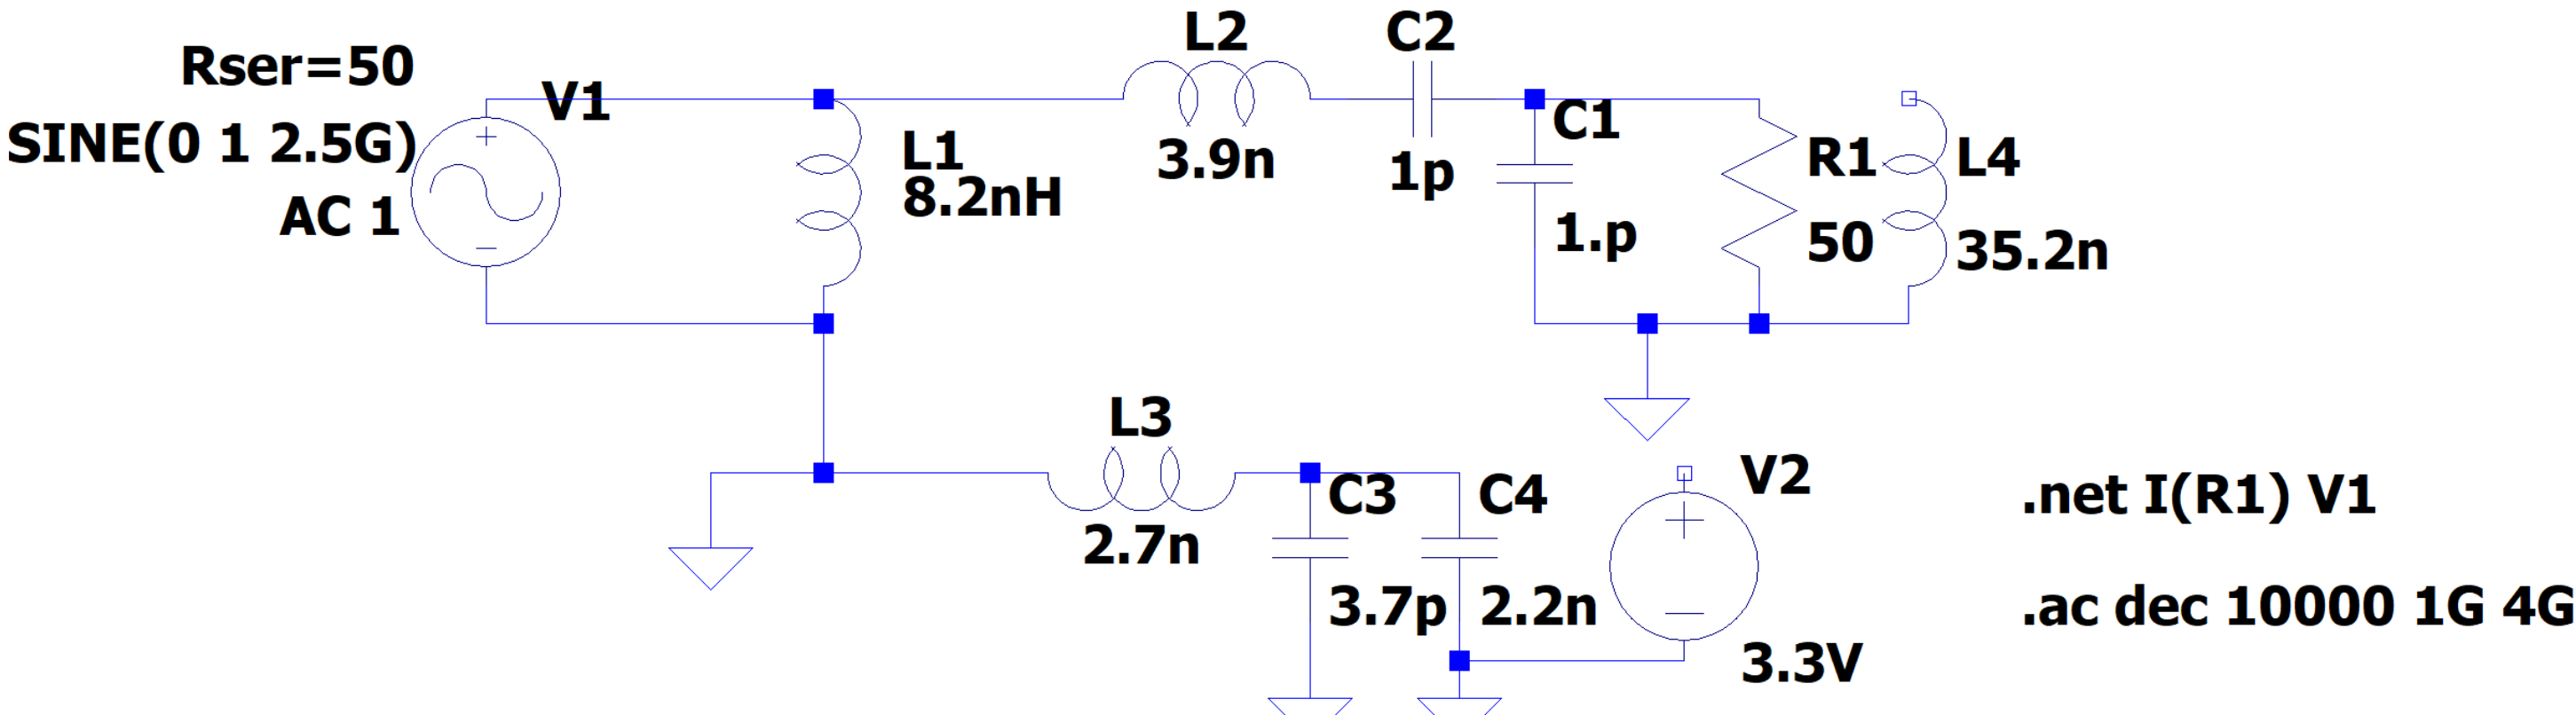 L2
C2
Rser=50
V1
SINE(0 1 2.5G)
AC 1
L1
8.2nH
3.9n
1p
C1
1.p
R1
50
L4
35.2n
L3
2.7n
C3
3.7p
C4
2.2n
V2
3.3V
.net I(R1) V1
.ac dec 10000 1G 4G